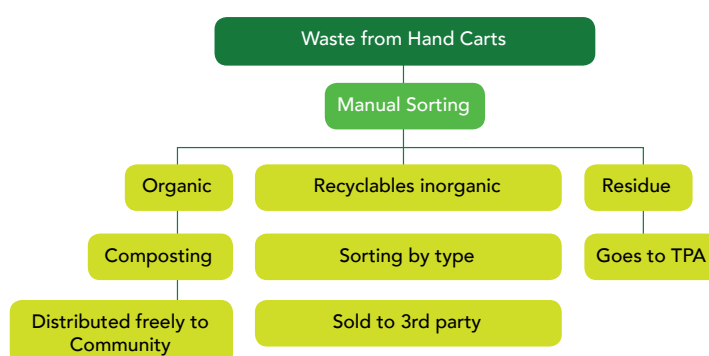 Waste from Hand Carts
Manual Sorting
Organic
Recyclables inorganic
Residue
Composting
Sorting by type
Goes to TPA
Distributed freely to
Community
Sold to 3rd party